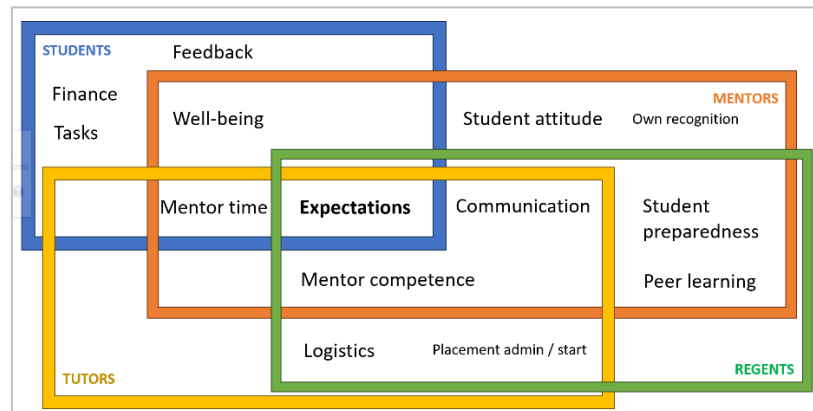 STUDENTS
Feedback
Finance
MENTORS
Well-being
Student attitude
Own recognition
Tasks
Mentor time
Expectations
Communication
Student
preparedness
Mentor competence
Peer learning
Logistics
Placement admin / start
TUTORS
REGENTS